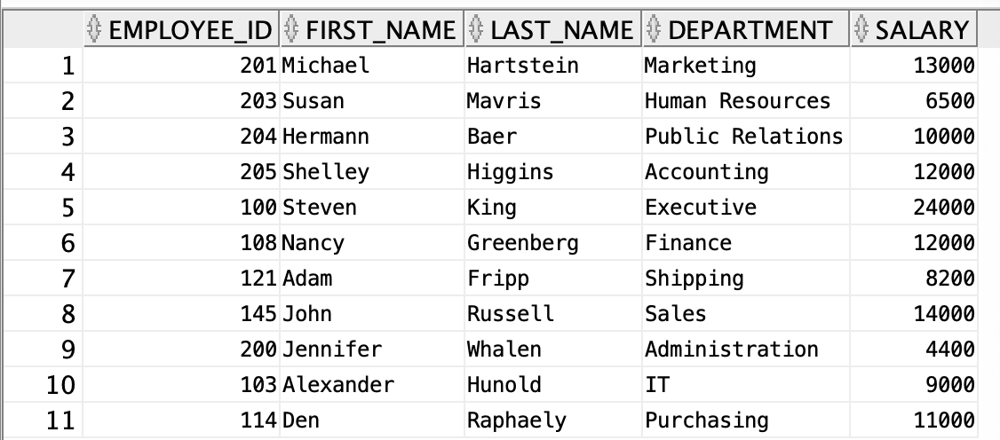 EMPLOYEE_ID FIRST_NAME LAST_NAME DEPARTMENT SALARY
1 201 Michael Hartstein Marketing 13000
2 203 Susan Mavris Human Resources 6500
3 204 Hermann Baer Public Relations 10000
4 205 Shelley Higgins Accounting 12000
5 100 Steven King Executive 24000
6 108 Nancy Greenberg Finance 12000
7 121 Adam Fripp Shipping 8200
8 145 John Russell Sales 14000
9 200 Jennifer Whalen Administration 4400
10 103 Alexander Hunold IT 9000
11 114 Den Raphaely Purchasing 11000